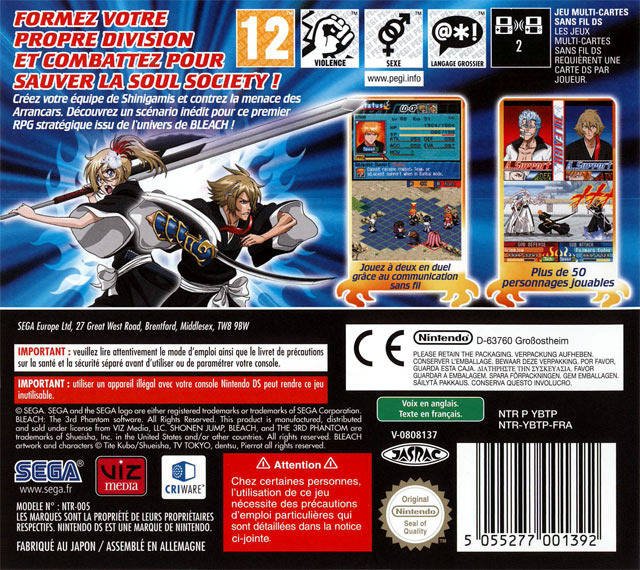 FORMEZ VOTRE
PROPRE DIVISION
ET COMBATTEZ POUR
SAUVER LA SOUL SOCIETY !
Créez votre équipe de Shinigamis et contrez la menace des
Arrancars. Découvrez un scénario inédit pour ce premier
RPG stratégique issu de l'univers de BLEACH !
12
VIOLENCE
SEXE
@*!
LANGAGE GROSSIER
www.pegi.info
2
JEU MULTI-CARTES
SANS FIL DS
LES JEUX
MULTI-CARTES
SANS FIL DS
REQUIÈRENT UNE
CARTE DS PAR
JOUEUR.
Jouez à deux en duel
grâce au communication
sans fil
Support
Support
SUB DEFENSE
SUB ATTACK
Plus de 50
personnages jouables
SEGA Europe Ltd, 27 Great West Road, Brentford, Middlesex, TW8 9BW
IMPORTANT : veuillez lire attentivement le mode d'emploi ainsi que le livret de précautions
sur la santé et la sécurité séparé avant d'utiliser ou de paramétrer votre console.
IMPORTANT : utiliser un appareil illégal avec votre console Nintendo DS peut rendre ce jeu
inutilisable.
© SEGA. SEGA and the SEGA logo are either registered trademarks or trademarks of SEGA Corporation.
BLEACH: The 3rd Phantom software. All Rights Reserved. This product is manufactured, distributed
and sold under license from VIZ Media, LLC. SHONEN JUMP, BLEACH, and THE 3RD PHANTOM are
trademarks of Shueisha, Inc. in the United States and/or other countries. All rights reserved. BLEACH
artwork and characters © Tite Kubo/Shueisha, TV TOKYO, dentsu, Pierrot all rights reserved.
SEGA
www.sega.fr
VIZ
MEDIA
CRIWARE
MODELE N° : NTR-005
LES MARQUES SONT LA PROPRIÉTÉ DE LEURS PROPRIÉTAIRES
RESPECTIFS. NINTENDO DS EST UNE MARQUE DE NINTENDO.
FABRIQUÉ AU JAPON / ASSEMBLÉ EN ALLEMAGNE
Attention
Chez certaines personnes,
l'utilisation de ce jeu
nécessite des précautions
d'emploi particulières qui
sont détaillées dans la notice
ci-jointe.
CE
Nintendo
D-63760 Großostheim
PLEASE RETAIN THE PACKAGING. VERPACKUNG AUFHEBEN.
CONSERVER L'EMBALLAGE. BEWAAR DEZE VERPAKKING. POR FAVOR,
GUARDA ESTA CAJA. ΔΙΑΤΗΡΗΣΤΕ ΤΗΝ ΣΥΣΚΕΥΑΣΙΑ. FAVOR
GUARDAR A EMBALAGEM. SPARA FÖRPACKNINGEN. GEM EMBALLAGEN.
SÄILYTÄ PAKKAUS. CONSERVA QUESTO INVOLUCRO.
Voix en anglais.
Texte en français.
V-0808137
JASRAC
NTR P YBTP
NTR-YBTP-FRA
Original
Nintendo
Seal of
Quality
5 055277 001392